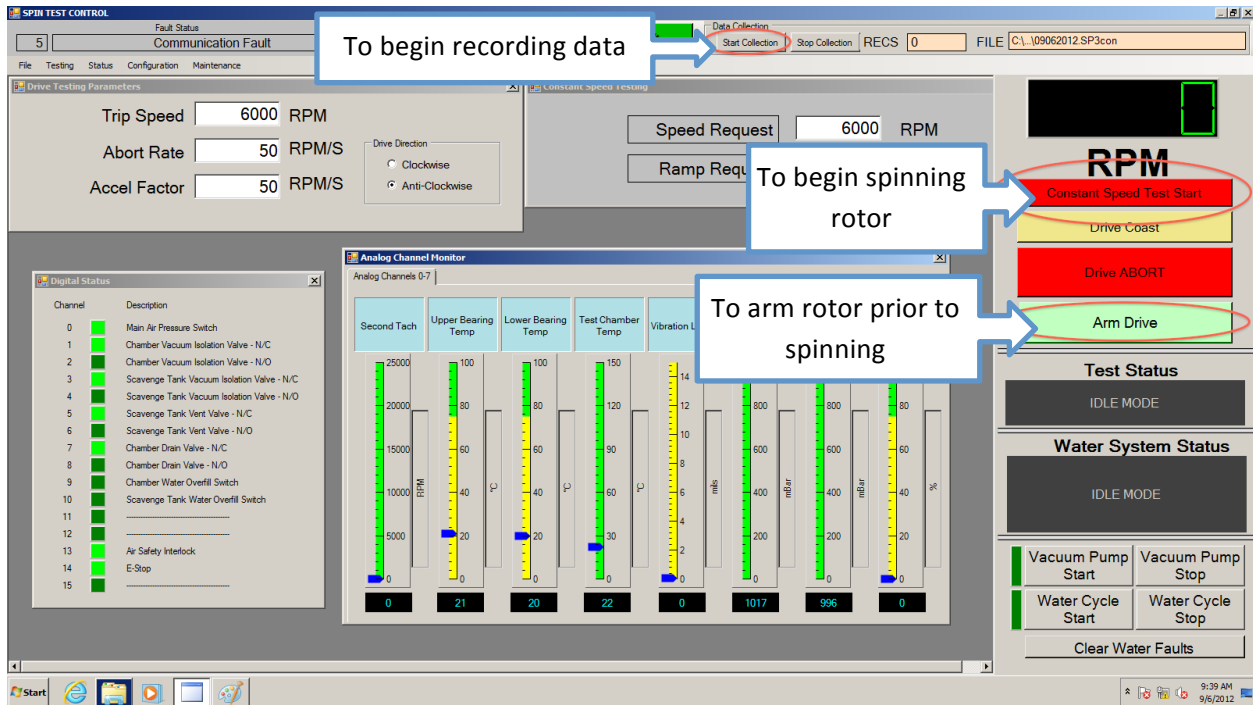 SPIN TEST CONTROL
Fault Status
5
Communication Fault
To begin recording data
Data Collection
Start Collection
Stop Collection
RECS
0
FILE
C:\...\09062012.SP3con
File Testing Status Configuration Maintenance
Drive Testing Parameters
Trip Speed 6000 RPM
Abort Rate 50 RPM/S
Accel Factor 50 RPM/S
Drive Direction
Clockwise
Anti-Clockwise
Constant Speed Testing
Speed Request 6000 RPM
Ramp Requ
To begin spinning
rotor
0
RPM
Constant Speed Test Start
Drive Coast
Drive ABORT
Arm Drive
To arm rotor prior to
spinning
Digital Status
Channel Description
0 Main Air Pressure Switch
1 Chamber Vacuum Isolation Valve - N/C
2 Chamber Vacuum Isolation Valve - N/O
3 Scavenge Tank Vacuum Isolation Valve - N/C
4 Scavenge Tank Vacuum Isolation Valve - N/O
5 Scavenge Tank Vent Valve - N/C
6 Scavenge Tank Vent Valve - N/O
7 Chamber Drain Valve - N/C
8 Chamber Drain Valve - N/O
9 Chamber Water Overfill Switch
10 Scavenge Tank Water Overfill Switch
11 ------------------------------
12 ------------------------------
13 Air Safety Interlock
14 E-Stop
15 ------------------------------
Analog Channel Monitor
Analog Channels 0-7
Second Tach
Upper Bearing
Temp
Lower Bearing
Temp
Test Chamber
Temp
Vibration L
25000 100 100 150
14
20000 80 80 120 12 800 800 80
10
15000 60 60 90 8 600 600 60
10000 40 40 60 6 400 400 40
RPM °C °C °C mils mBar mBar %
4
5000 20 20 30 200 200 20
2
0 0 0 0 0 0 0 0
0 21 20 22 0 1017 996 0
Test Status
IDLE MODE
Water System Status
IDLE MODE
Vacuum Pump
Start
Vacuum Pump
Stop
Water Cycle
Start
Water Cycle
Stop
Clear Water Faults
Start
9:39 AM
9/6/2012